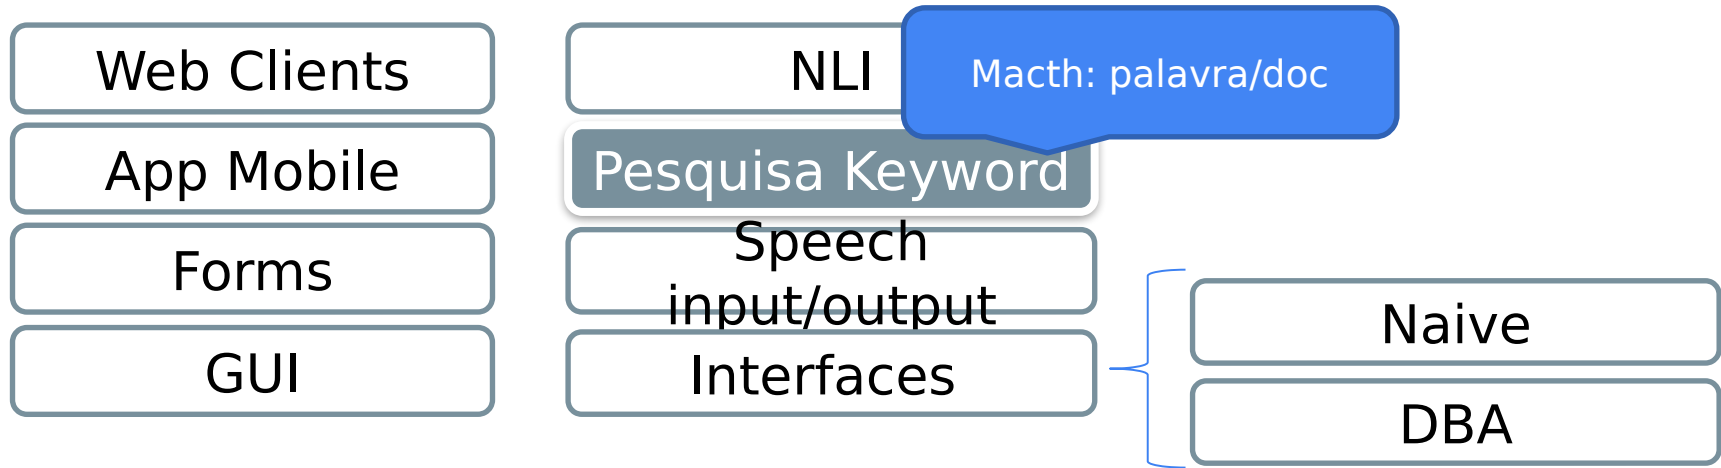 Web Clients
App Mobile
Forms
GUI
NLI
Macth: palavra/doc
Pesquisa Keyword
Speech
input/output
Interfaces
Naive
DBA